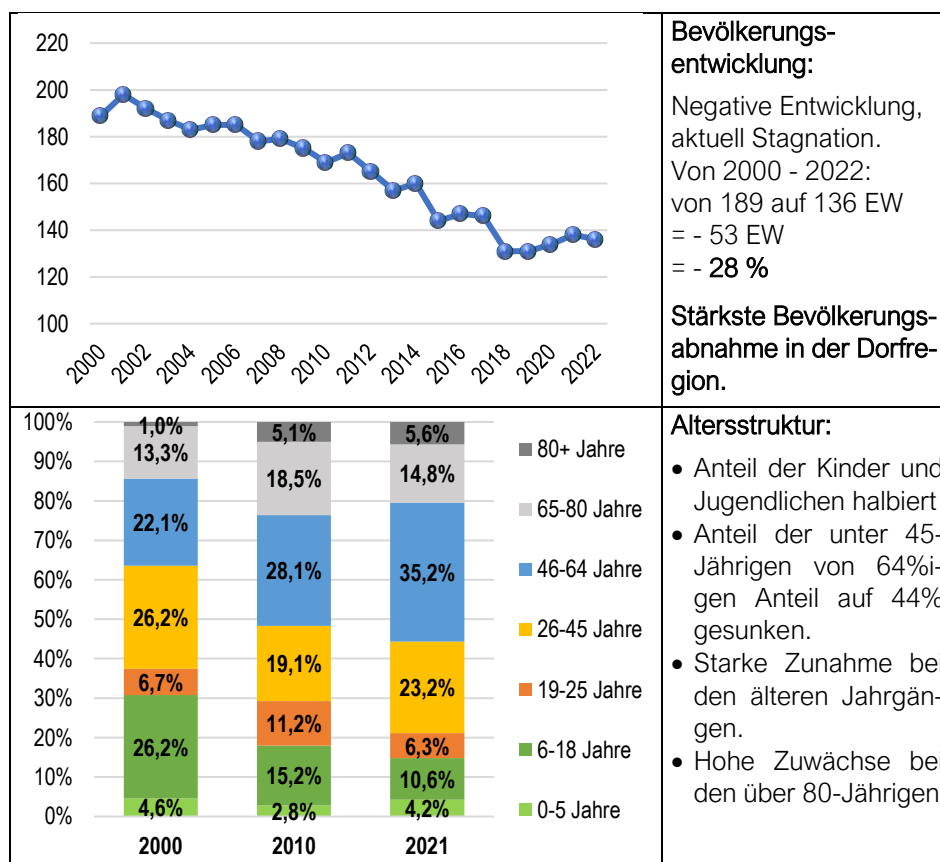 220
200
180
160
140
120
100
2000
2002
2004
2006
2008
2010
2012
2014
2016
2018
2020
2022
Bevölkerungs-
entwicklung:
Negative Entwicklung,
aktuell Stagnation.
Von 2000 - 2022:
von 189 auf 136 EW
= - 53 EW
= - 28 %
Stärkste Bevölkerungs-
abnahme in der Dorfre-
gion.
100%
90%
80%
70%
60%
50%
40%
30%
20%
10%
0%
1,0%
13,3%
22,1%
26,2%
6,7%
26,2%
4,6%
2000
5,1%
18,5%
28,1%
19,1%
11,2%
15,2%
2,8%
2010
5,6%
14,8%
35,2%
23,2%
6,3%
10,6%
4,2%
2021
80+ Jahre
65-80 Jahre
46-64 Jahre
26-45 Jahre
19-25 Jahre
6-18 Jahre
0-5 Jahre
Altersstruktur:
• Anteil der Kinder und
Jugendlichen halbiert
• Anteil der unter 45-
Jährigen von 64%i-
gen Anteil auf 44%
gesunken.
• Starke Zunahme bei
den älteren Jahrgän-
gen.
• Hohe Zuwächse bei
den über 80-Jährigen